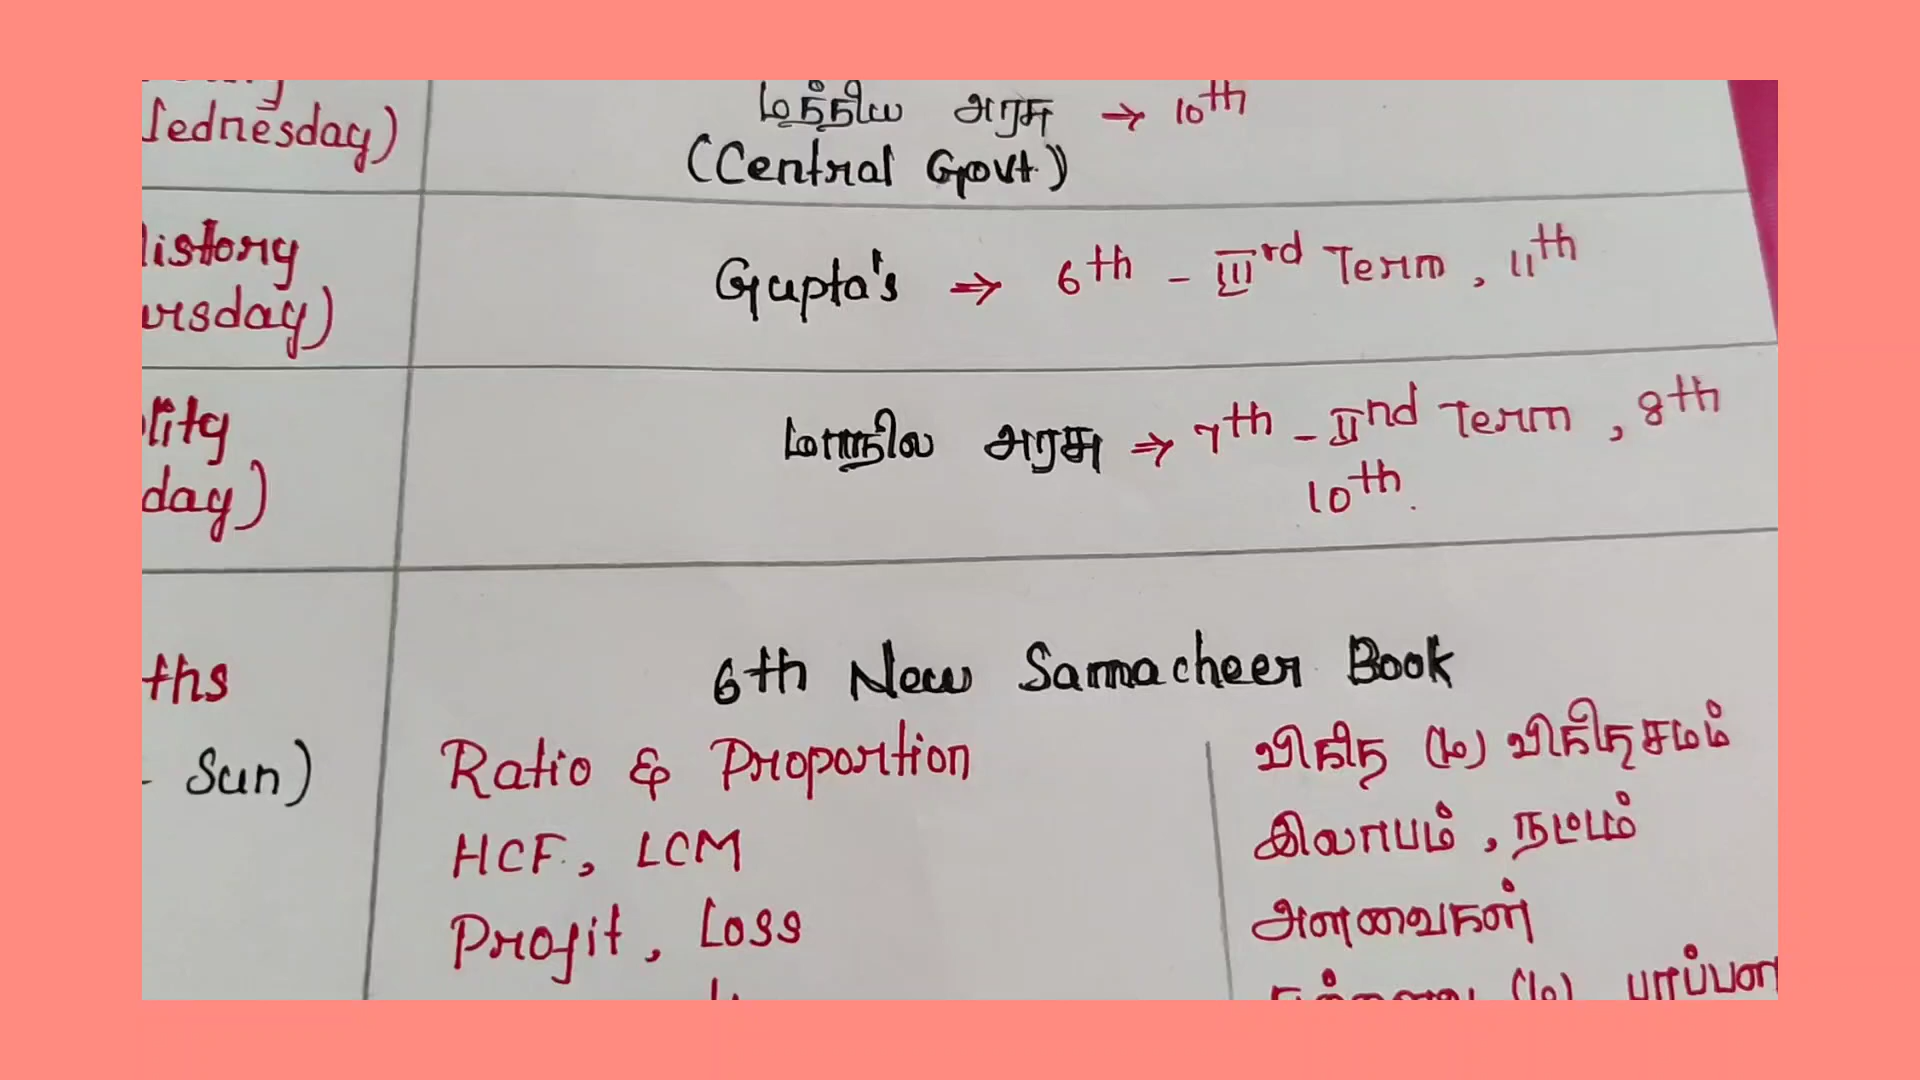 மத்திய அரசு → 10th
ednesday)
(Central Govt)
istory
Gupta's → 6th - IIIrd Term, 11th
ursday)
lity
மாநில அரசு → 7th - IInd Term, 8th
day)
10th.
ths
6th New Samacheer Book
- Sun)
Ratio & Proportion
விகித (ம) விகிதசமம்
HCF, LCM
இலாபம், நட்டம்
Profit, Loss
அளவைகள்